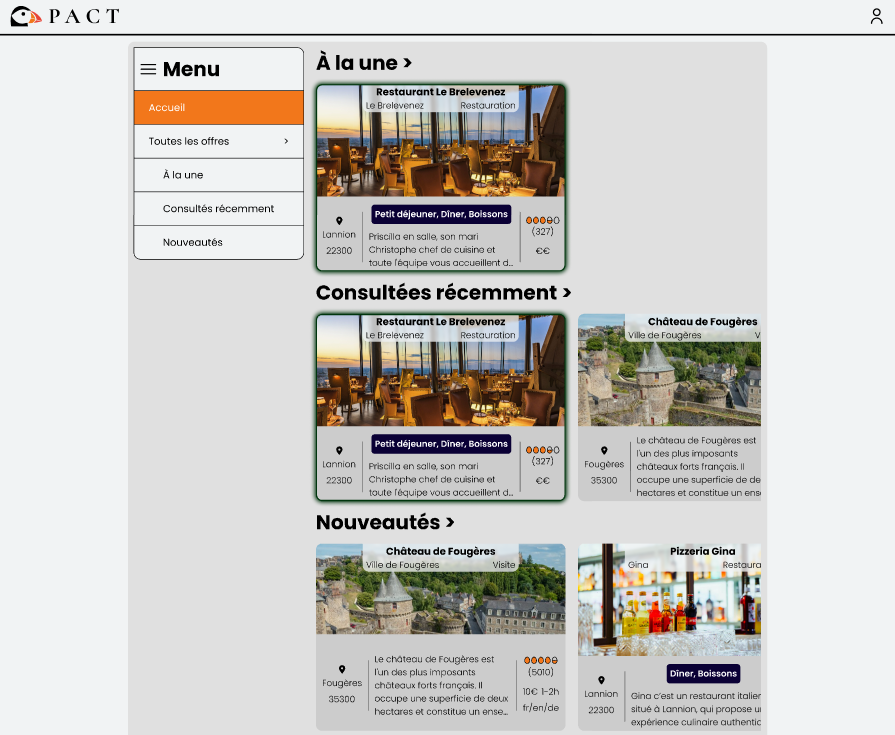 PACT
Menu
Accueil
Toutes les offres >
À la une
Consultés récemment
Nouveautés
À la une >
Restaurant Le Brelevenez
Le Brelevenez Restauration
Petit déjeuner, Dîner, Boissons
Lannion
22300
Priscilla en salle, son mari
Christophe chef de cuisine et
toute l'équipe vous accueillent d...
(327)
€€
Consultées récemment >
Restaurant Le Brelevenez
Le Brelevenez Restauration
Petit déjeuner, Dîner, Boissons
Lannion
22300
Priscilla en salle, son mari
Christophe chef de cuisine et
toute l'équipe vous accueillent d...
(327)
€€
Château de Fougères
Ville de Fougères V
Fougères
35300
Le château de Fougères est
l'un des plus imposants
châteaux forts français. Il
occupe une superficie de de
hectares et constitue un ense
Nouveautés >
Château de Fougères
Ville de Fougères Visite
Fougères
35300
Le château de Fougères est
l'un des plus imposants
châteaux forts français. Il
occupe une superficie de deux
hectares et constitue un ense...
(5010)
10€ 1-2h
fr/en/de
Pizzeria Gina
Gina Restaura
Dîner, Boissons
Lannion
22300
Gina c'est un restaurant italien
situé à Lannion, qui propose u
expérience culinaire authentic